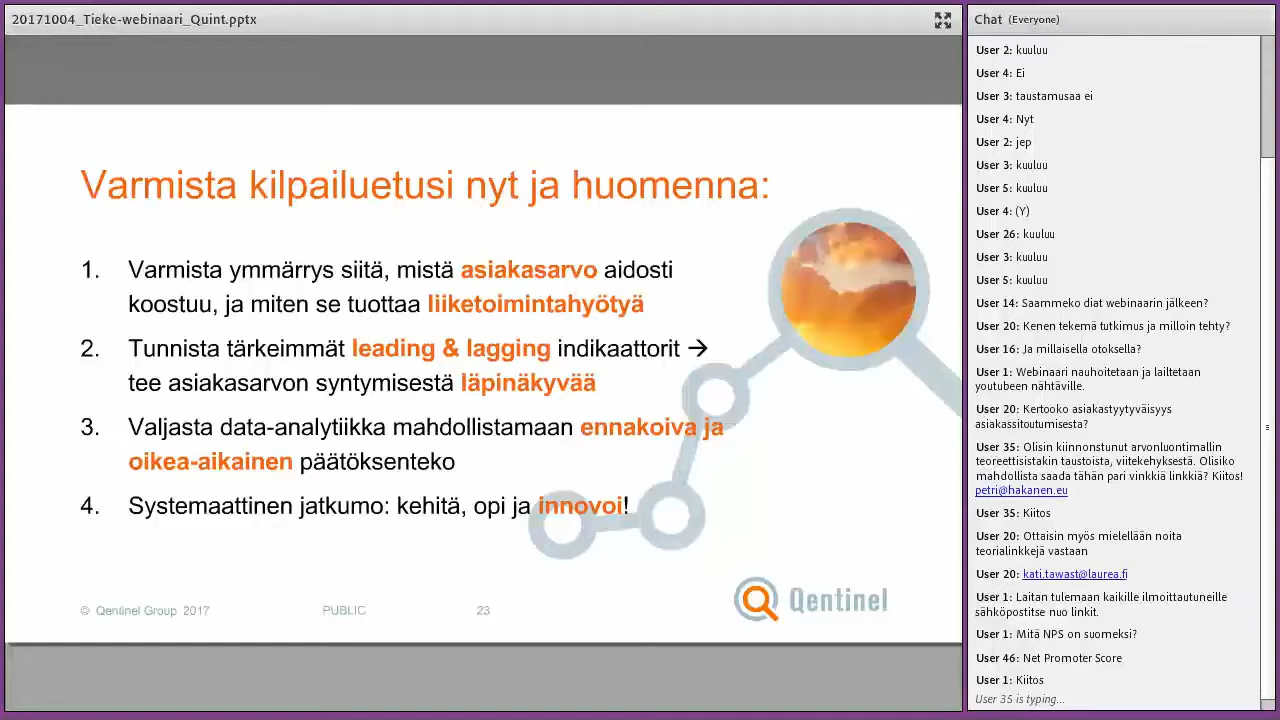 20171004_Tieke-webinaari_Quint.pptx
Varmista kilpailuetusi nyt ja huomenna:
1. Varmista ymmärrys siitä, mistä asiakasarvo aidosti
koostuu, ja miten se tuottaa liiketoimintahyötyä
2. Tunnista tärkeimmät leading & lagging indikaattorit →
tee asiakasarvon syntymisestä läpinäkyvää
3. Valjasta data-analytiikka mahdollistamaan ennakoiva ja
oikea-aikainen päätöksenteko
4. Systemaattinen jatkumo: kehitä, opi ja innovoi!
© Qentinel Group 2017 PUBLIC 23
Qentinel
Chat (Everyone)
User 2: kuuluu
User 4: Ei
User 3: taustamusaa ei
User 4: Nyt
User 2: jep
User 3: kuuluu
User 5: kuuluu
User 4: (Y)
User 26: kuuluu
User 3: kuuluu
User 5: kuuluu
User 14: Saammeko diat webinaarin jälkeen?
User 20: Kenen tekemä tutkimus ja milloin tehty?
User 16: Ja millaisella otoksella?
User 1: Webinaari nauhoitetaan ja lailtetaan
youtubeen nähtäville.
User 20: Kertooko asiakastyytyväisyys
asiakassitoutumisesta?
User 35: Olisin kiinnonstunut arvonluontimallin
teoreettisistakin taustoista, viitekehyksestä. Olisiko
mahdollista saada tähän pari vinkkiä linkkiä? Kiitos!
petri@hakanen.eu
User 35: Kiitos
User 20: Ottaisin myös mielellään noita
teorialinkkejä vastaan
User 20: kati.tawast@laurea.fi
User 1: Laitan tulemaan kaikille ilmoittautuneille
sähköpostitse nuo linkit.
User 1: Mitä NPS on suomeksi?
User 46: Net Promoter Score
User 1: Kiitos
User 35 is typing...